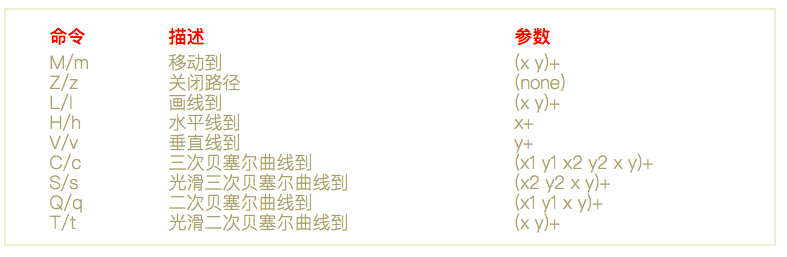 命令 描述 参数
M/m 移动到 (x y)+
Z/z 关闭路径 (none)
L/l 画线到 (x y)+
H/h 水平线到 x+
V/v 垂直线到 y+
C/c 三次贝塞尔曲线到 (x1 y1 x2 y2 x y)+
S/s 光滑三次贝塞尔曲线到 (x2 y2 x y)+
Q/q 二次贝塞尔曲线到 (x1 y1 x y)+
T/t 光滑二次贝塞尔曲线到 (x y)+